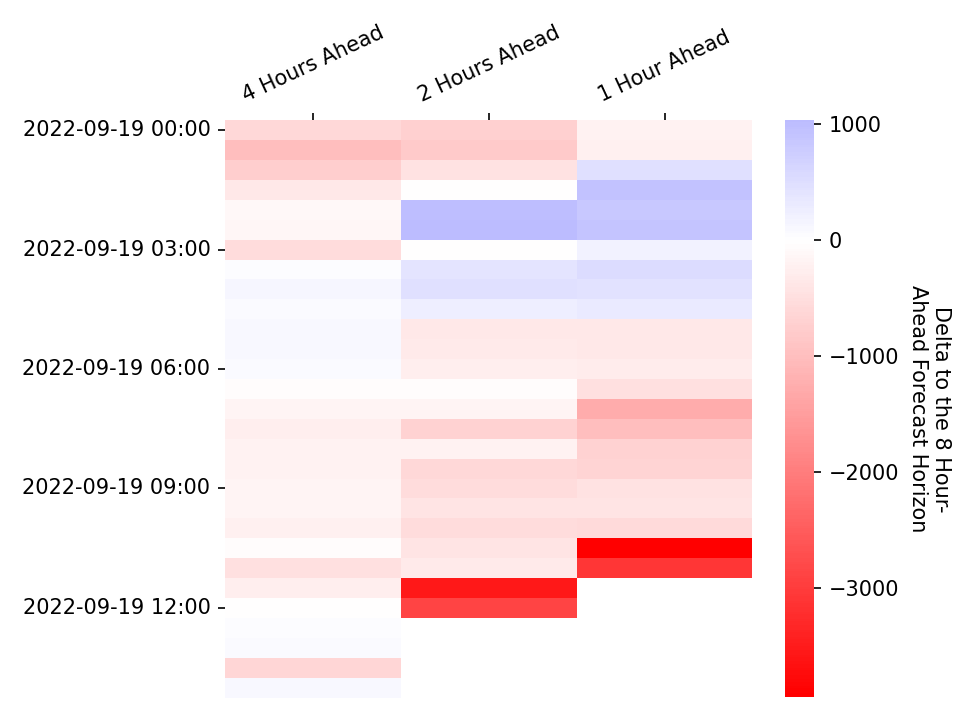 4 Hours Ahead
2 Hours Ahead
1 Hour Ahead
2022-09-19 00:00
2022-09-19 03:00
2022-09-19 06:00
2022-09-19 09:00
2022-09-19 12:00
1000
0
−1000
−2000
−3000
Delta to the 8 Hour-
Ahead Forecast Horizon